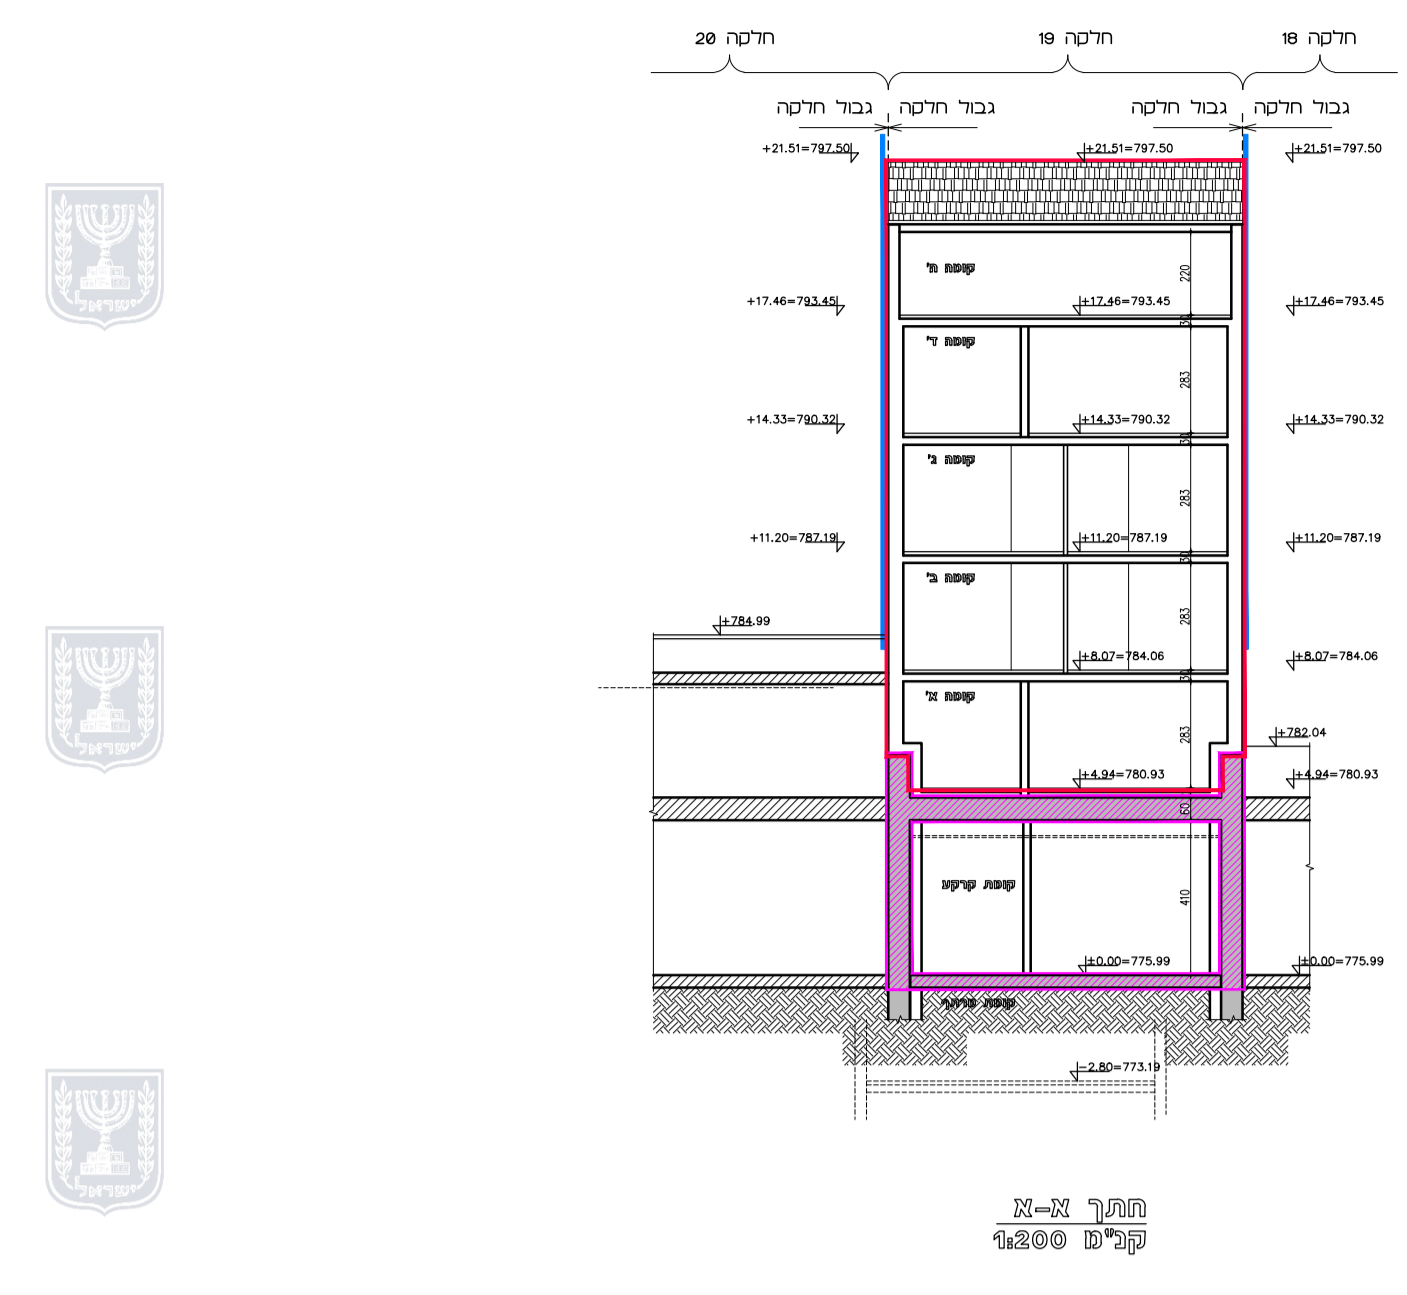 חלקה 20
חלקה 19
חלקה 18
גבול חלקה
גבול חלקה
גבול חלקה
גבול חלקה
+21.51=797.50
+21.51=797.50
+21.51=797.50
קומה ה'
220
+17.46=793.45
+17.46=793.45
+17.46=793.45
30
קומה ד'
283
+14.33=790.32
+14.33=790.32
+14.33=790.32
30
קומה ג'
283
+11.20=787.19
+11.20=787.19
+11.20=787.19
30
קומה ב'
283
+784.99
+8.07=784.06
+8.07=784.06
30
קומה א'
283
+782.04
+4.94=780.93
+4.94=780.93
60
קומת קרקע
410
±0.00=775.99
±0.00=775.99
קומת מרתף
-2.80=773.19
חתך א-א
קנ"מ 1:200
ישראל
ישראל
ישראל